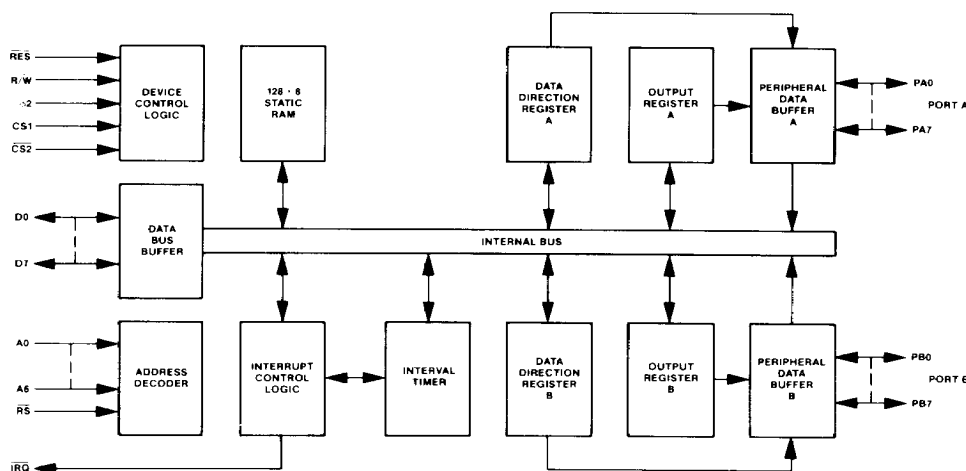 RES
R/W
φ2
CS1
CS2
DEVICE
CONTROL
LOGIC
128 · 8
STATIC
RAM
DATA
DIRECTION
REGISTER
A
OUTPUT
REGISTER
A
PERIPHERAL
DATA
BUFFER
A
PA0
PORT A
PA7
D0
D7
DATA
BUS
BUFFER
INTERNAL BUS
A0
A6
RS
ADDRESS
DECODER
INTERRUPT
CONTROL
LOGIC
INTERVAL
TIMER
DATA
DIRECTION
REGISTER
B
OUTPUT
REGISTER
B
PERIPHERAL
DATA
BUFFER
B
PB0
PORT B
PB7
IRQ